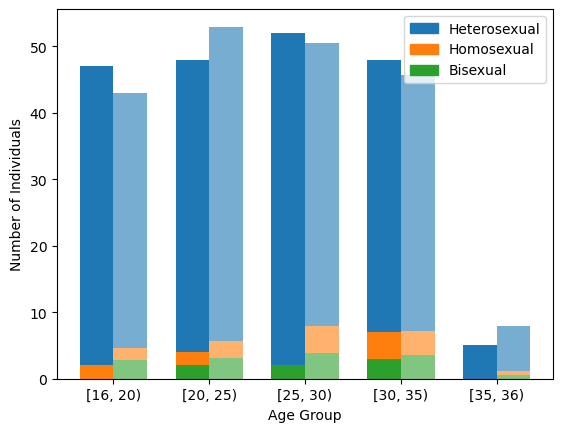 Heterosexual
Homosexual
Bisexual
Number of Individuals
50
40
30
20
10
0
[16, 20)
[20, 25)
[25, 30)
[30, 35)
[35, 36)
Age Group